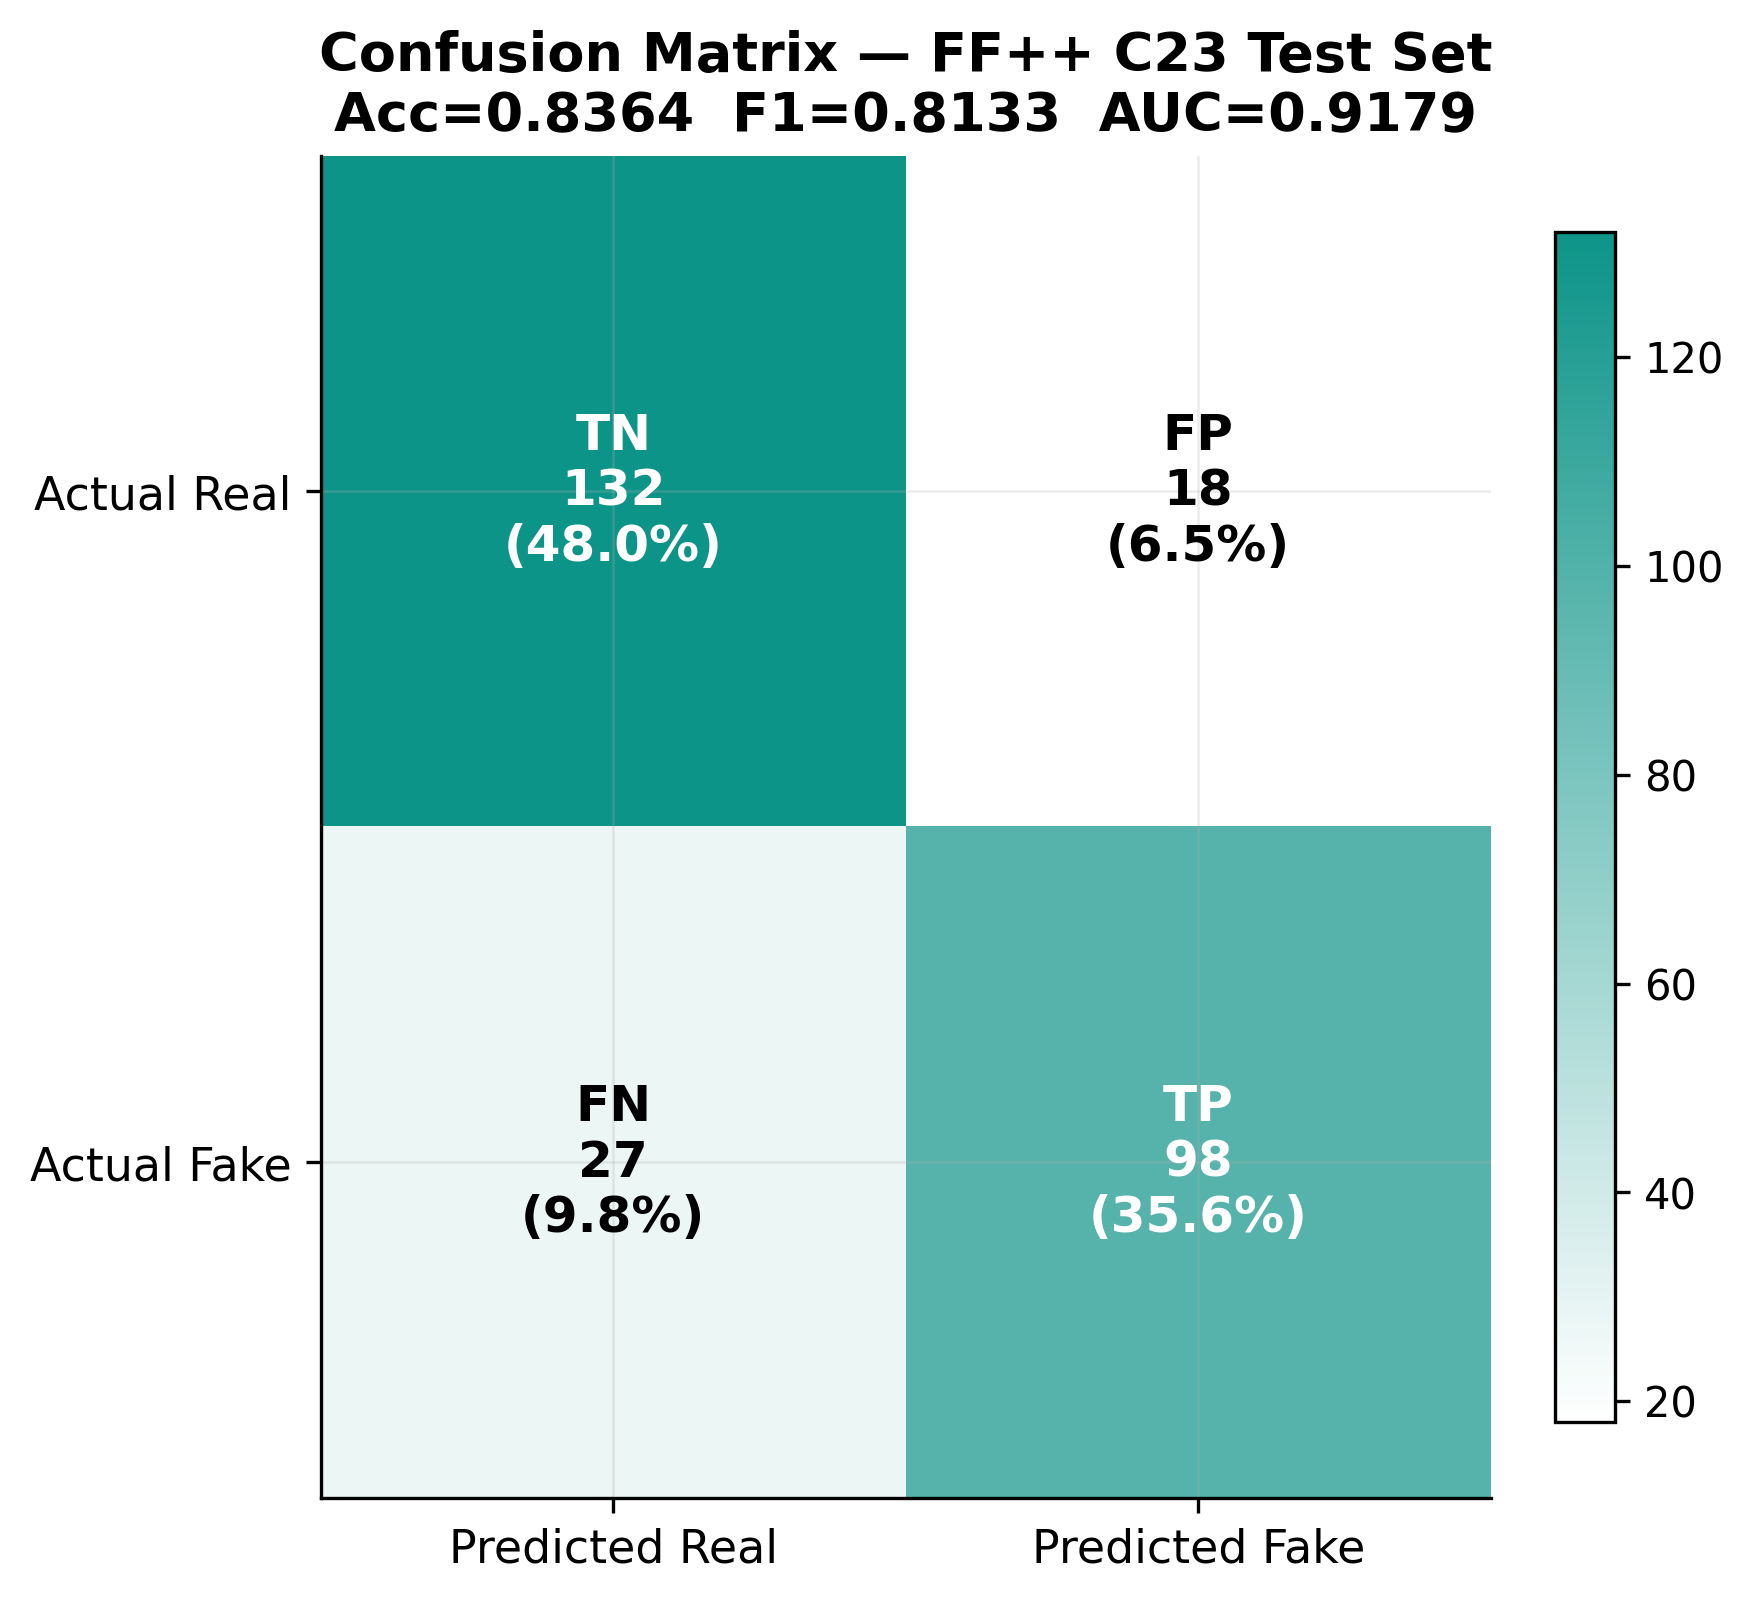 Confusion Matrix — FF++ C23 Test Set
Acc=0.8364  F1=0.8133  AUC=0.9179
Actual Real
TN
132
(48.0%)
FP
18
(6.5%)
Actual Fake
FN
27
(9.8%)
TP
98
(35.6%)
Predicted Real
Predicted Fake
120
100
80
60
40
20